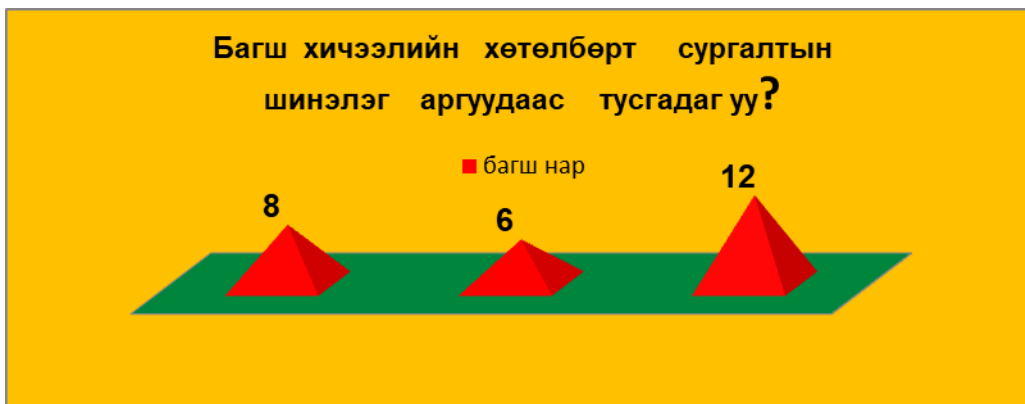 Багш хичээлийн хөтөлбөрт сургалтын
шинэлэг аргуудаас тусгадаг уу?
багш нар
8
6
12